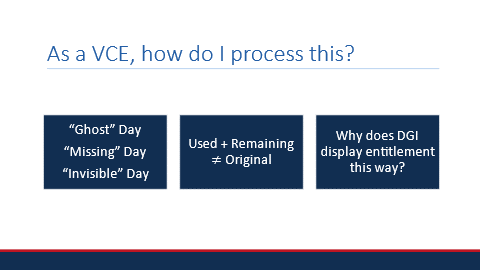 As a VCE, how do I process this?
“Ghost” Day
“Missing” Day
“Invisible” Day
Used + Remaining
≠ Original
Why does DGI
display entitlement
this way?